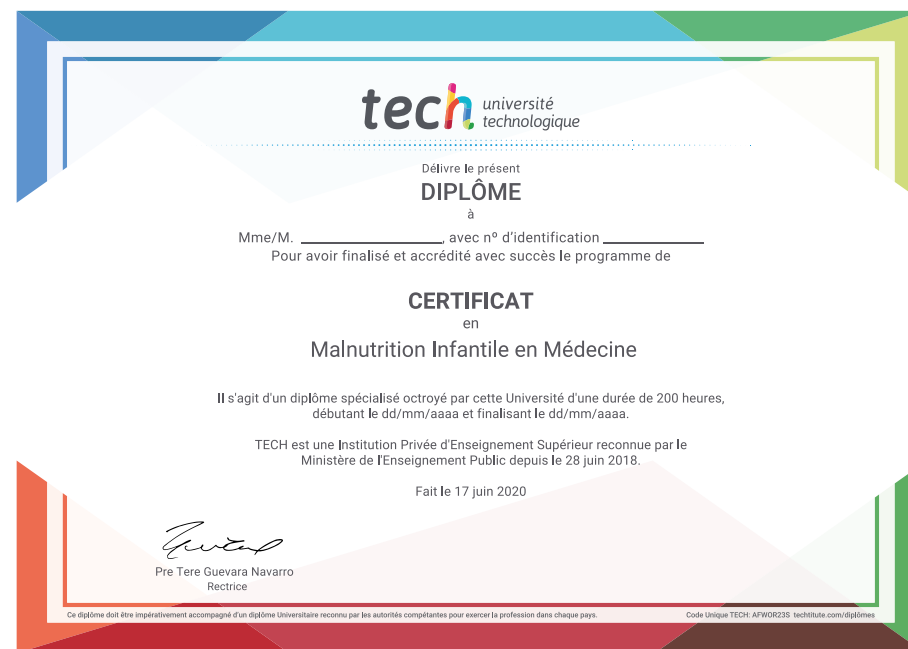 tech université
technologique
Délivre le présent
DIPLÔME
à
Mme/M. ____________________, avec nº d'identification ______________
Pour avoir finalisé et accrédité avec succès le programme de
CERTIFICAT
en
Malnutrition Infantile en Médecine
Il s'agit d'un diplôme spécialisé octroyé par cette Université d'une durée de 200 heures,
débutant le dd/mm/aaaa et finalisant le dd/mm/aaaa.
TECH est une Institution Privée d'Enseignement Supérieur reconnue par le
Ministère de l'Enseignement Public depuis le 28 juin 2018.
Fait le 17 juin 2020
Pre Tere Guevara Navarro
Rectrice
Ce diplôme doit être impérativement accompagné d'un diplôme Universitaire reconnu par les autorités compétantes pour exercer la profession dans chaque pays.
Code Unique TECH: AFWOR23S techtitute.com/diplômes